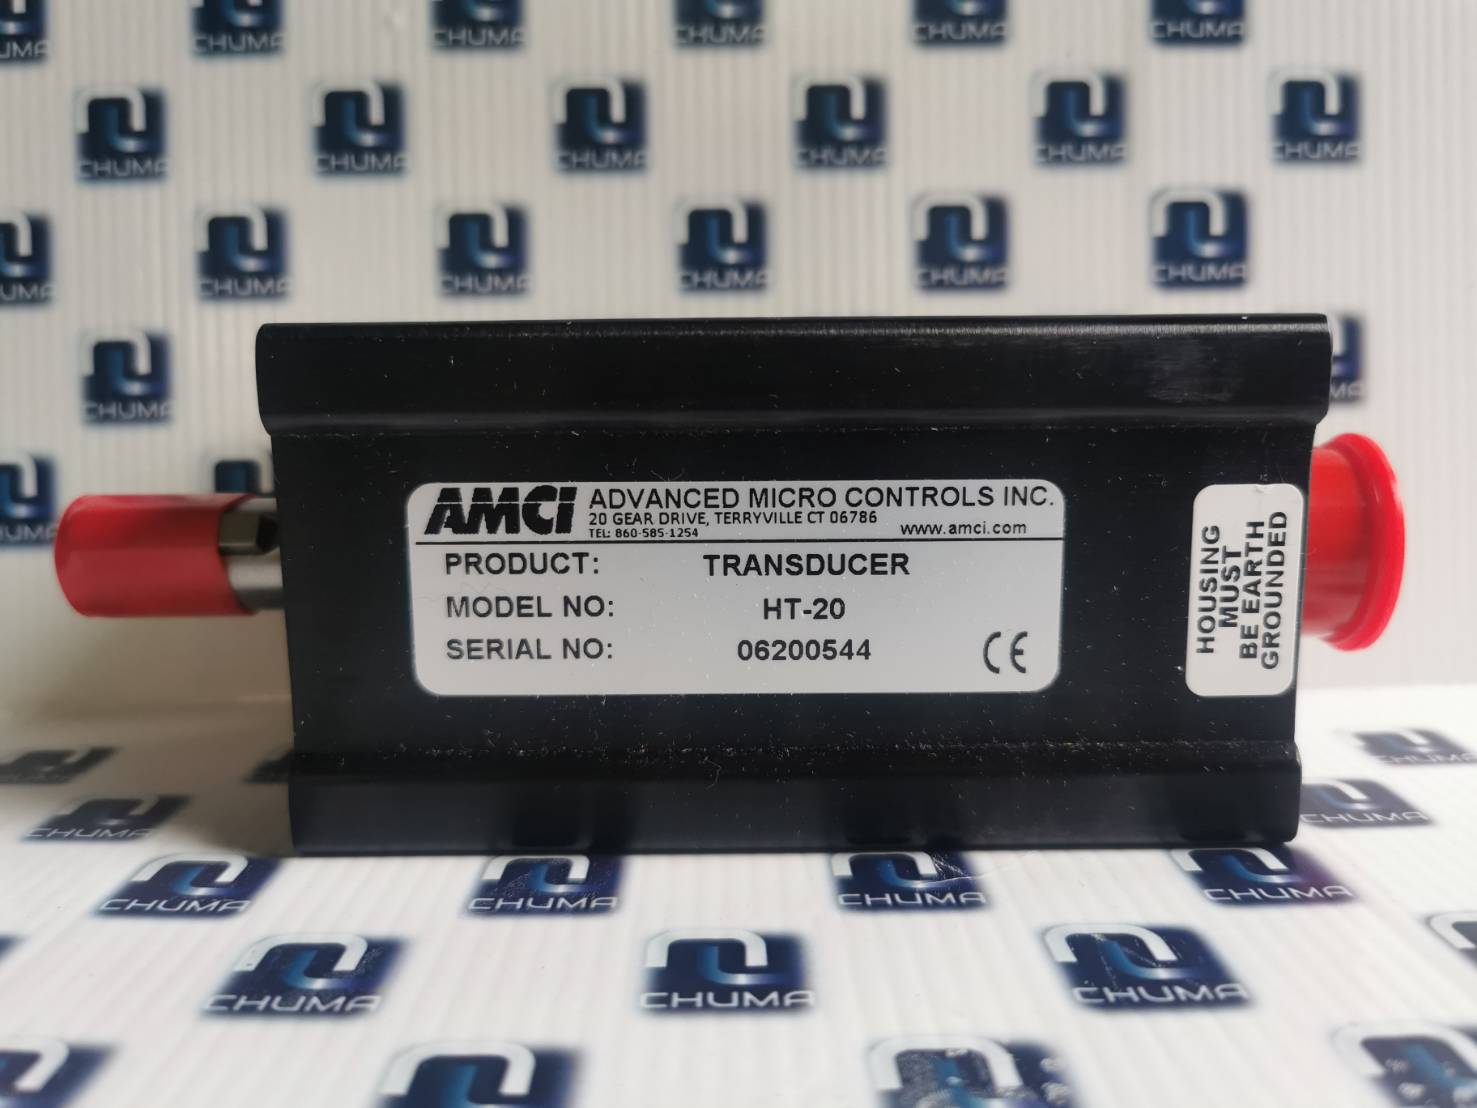 AMCI ADVANCED MICRO CONTROLS INC.
20 GEAR DRIVE, TERRYVILLE CT 06786
TEL: 860-585-1254 www.amci.com
PRODUCT: TRANSDUCER
MODEL NO: HT-20
SERIAL NO: 06200544
CE
HOUSING
MUST
BE EARTH
GROUNDED
CHUMA